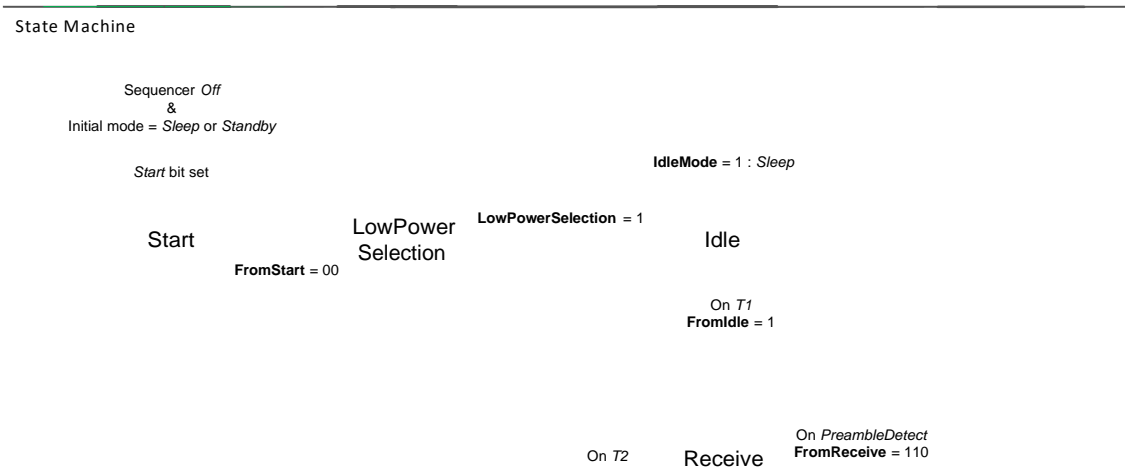 State Machine
Sequencer Off
&
Initial mode = Sleep or Standby
Start bit set
IdleMode = 1 : Sleep
LowPowerSelection = 1
LowPower
Selection
Start
Idle
FromStart = 00
On T1
FromIdle = 1
On PreambleDetect
FromReceive = 110
On T2
Receive